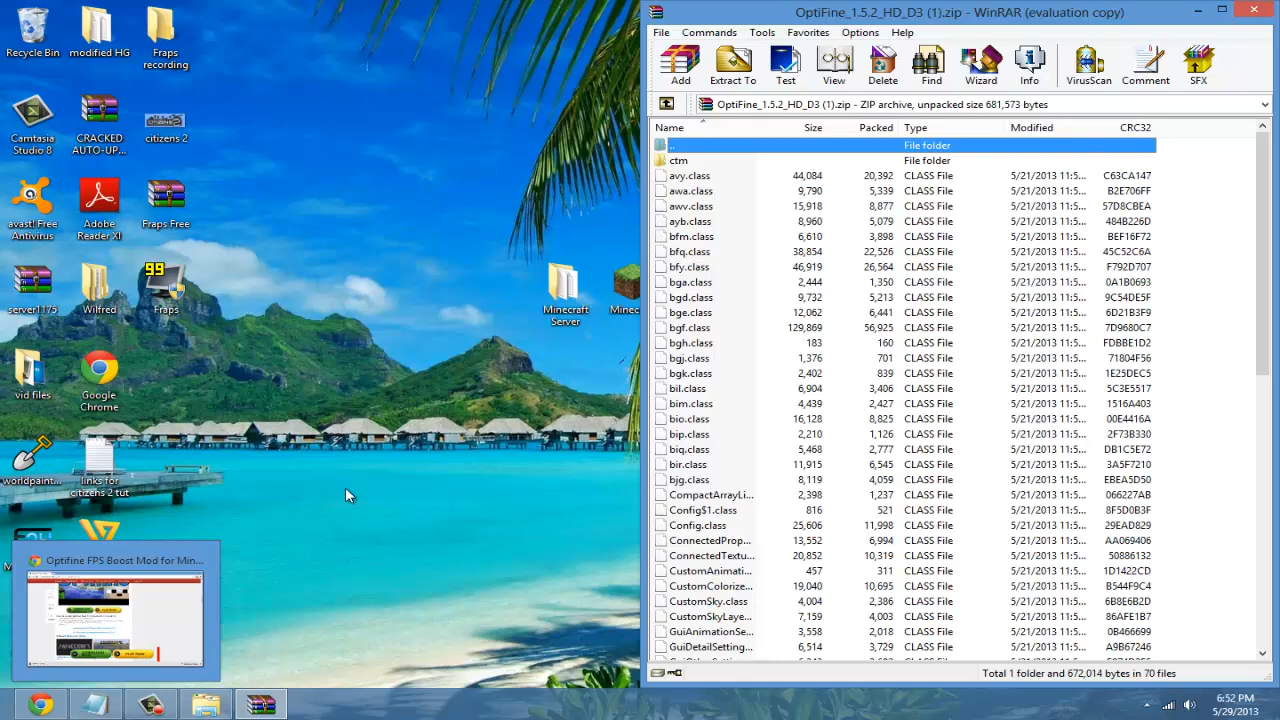 Recycle Bin
modified HG
Fraps recording
Camtasia Studio 8
CRACKED AUTO-UP...
citizens 2
avast! Free Antivirus
Adobe Reader XI
Fraps Free
server1175
Wilfred
99
Fraps
vid files
Google Chrome
worldpaint...
links for citizens 2 tut
Minecraft Server
Minec
Optifine FPS Boost Mod for Min...
OptiFine_1.5.2_HD_D3 (1).zip - WinRAR (evaluation copy)
File Commands Tools Favorites Options Help
Add Extract To Test View Delete Find Wizard Info VirusScan Comment SFX
OptiFine_1.5.2_HD_D3 (1).zip - ZIP archive, unpacked size 681,573 bytes
Name Size Packed Type Modified CRC32
.. File folder
ctm File folder
avy.class 44,084 20,392 CLASS File 5/21/2013 11:5... C63CA147
awa.class 9,790 5,339 CLASS File 5/21/2013 11:5... B2E706FF
awv.class 15,918 8,877 CLASS File 5/21/2013 11:5... 57D8CBEA
ayb.class 8,960 5,079 CLASS File 5/21/2013 11:5... 484B226D
bfm.class 6,610 3,898 CLASS File 5/21/2013 11:5... BEF16F72
bfq.class 38,854 22,526 CLASS File 5/21/2013 11:5... 45C52C6A
bfy.class 46,919 26,564 CLASS File 5/21/2013 11:5... F792D707
bga.class 2,444 1,350 CLASS File 5/21/2013 11:5... 0A1B0693
bgd.class 9,732 5,213 CLASS File 5/21/2013 11:5... 9C54DE5F
bge.class 12,062 6,441 CLASS File 5/21/2013 11:5... 6D21B3F9
bgf.class 129,869 56,925 CLASS File 5/21/2013 11:5... 7D9680C7
bgh.class 183 160 CLASS File 5/21/2013 11:5... FDBBE1D2
bgj.class 1,376 701 CLASS File 5/21/2013 11:5... 71804F56
bgk.class 2,402 839 CLASS File 5/21/2013 11:5... 1E25DEC5
bil.class 6,904 3,406 CLASS File 5/21/2013 11:5... 5C3E5517
bim.class 4,439 2,427 CLASS File 5/21/2013 11:5... 1516A403
bio.class 16,128 8,825 CLASS File 5/21/2013 11:5... 00E4416A
bip.class 2,210 1,126 CLASS File 5/21/2013 11:5... 2F73B330
biq.class 5,468 2,777 CLASS File 5/21/2013 11:5... DB1C5E72
bir.class 11,915 6,545 CLASS File 5/21/2013 11:5... 3A5F7210
bjg.class 8,119 4,059 CLASS File 5/21/2013 11:5... EBEA5D50
CompactArrayLi... 2,398 1,237 CLASS File 5/21/2013 11:5... 066227AB
Config$1.class 816 521 CLASS File 5/21/2013 11:5... 8F5D0B3F
Config.class 25,606 11,998 CLASS File 5/21/2013 11:5... 29EAD829
ConnectedProp... 13,552 6,994 CLASS File 5/21/2013 11:5... AA069406
ConnectedTextu... 20,852 10,319 CLASS File 5/21/2013 11:5... 50886132
CustomAnimati... 457 311 CLASS File 5/21/2013 11:5... 1D1422CD
CustomColorize... 19,040 10,695 CLASS File 5/21/2013 11:5... B544F9C4
CustomSky.class 4,004 2,386 CLASS File 5/21/2013 11:5... 6B8E6B2D
CustomSkyLaye... 7,159 4,003 CLASS File 5/21/2013 11:5... 86AFE1B7
GuiAnimationSe... 3,558 2,018 CLASS File 5/21/2013 11:5... 0B466699
GuiDetailSetting... 6,514 3,729 CLASS File 5/21/2013 11:5... A9B67246
Total 1 folder and 672,014 bytes in 70 files
6:52 PM
5/29/2013